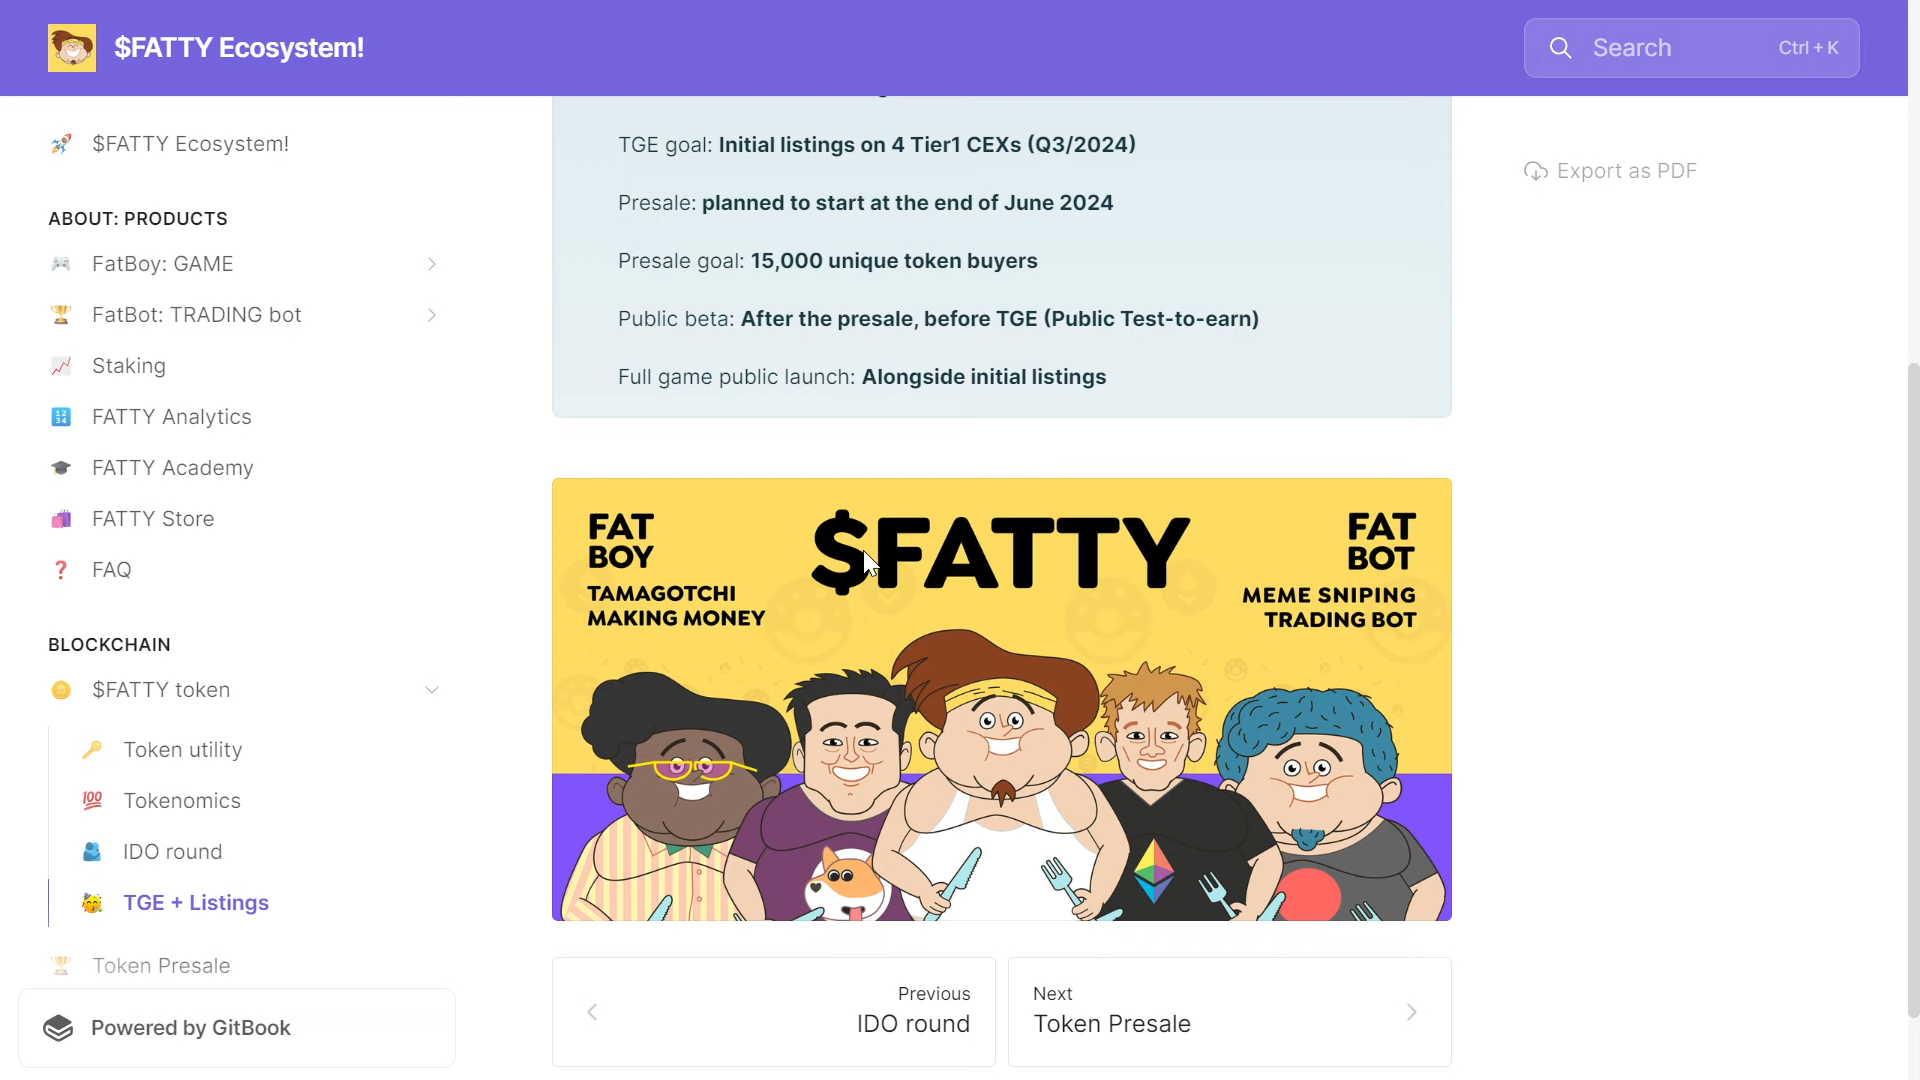 $FATTY Ecosystem!
Search
Ctrl + K
$FATTY Ecosystem!
ABOUT: PRODUCTS
FatBoy: GAME
FatBot: TRADING bot
Staking
FATTY Analytics
FATTY Academy
FATTY Store
FAQ
BLOCKCHAIN
$FATTY token
Token utility
Tokenomics
IDO round
TGE + Listings
Token Presale
Powered by GitBook
TGE goal: Initial listings on 4 Tier1 CEXs (Q3/2024)
Presale: planned to start at the end of June 2024
Presale goal: 15,000 unique token buyers
Public beta: After the presale, before TGE (Public Test-to-earn)
Full game public launch: Alongside initial listings
FAT
BOY
TAMAGOTCHI
MAKING MONEY
$FATTY
FAT
BOT
MEME SNIPING
TRADING BOT
Previous
IDO round
Next
Token Presale
Export as PDF